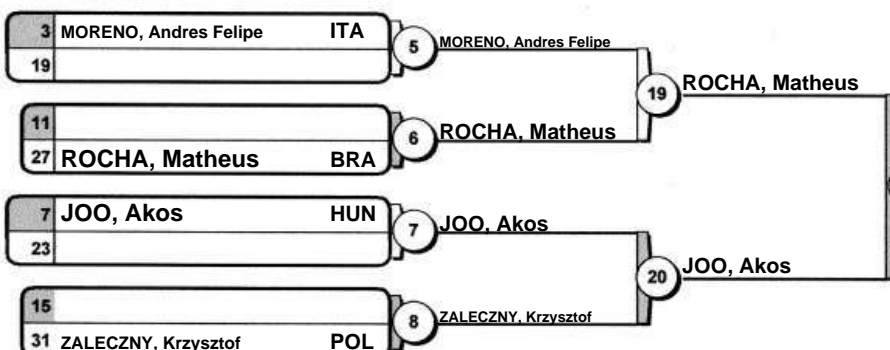 3 MORENO, Andres Felipe ITA
19
5
MORENO, Andres Felipe
11
27 ROCHA, Matheus BRA
6
ROCHA, Matheus
19
ROCHA, Matheus
7 JOO, Akos HUN
23
7
JOO, Akos
15
31 ZALECZNY, Krzysztof POL
8
ZALECZNY, Krzysztof
20
JOO, Akos